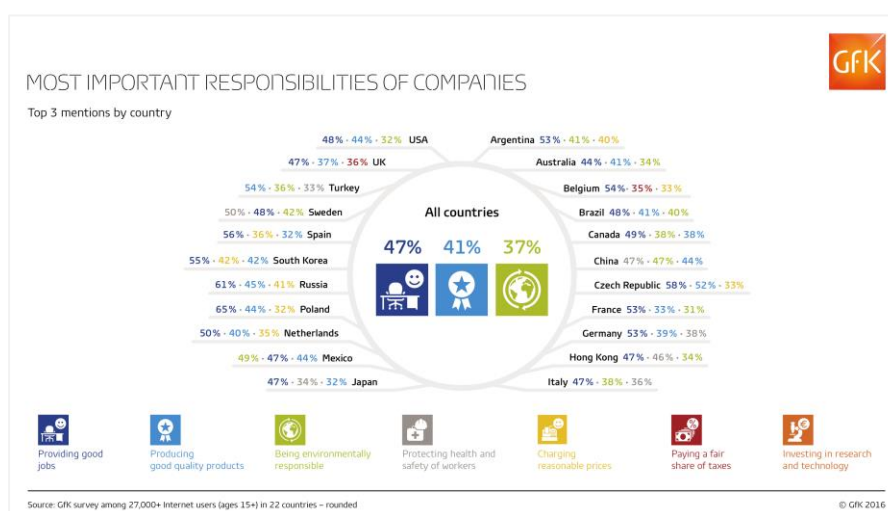 GfK
MOST IMPORTANT RESPONSIBILITIES OF COMPANIES
Top 3 mentions by country
48% · 44% · 32% USA
47% · 37% · 36% UK
54% · 36% · 33% Turkey
50% · 48% · 42% Sweden
56% · 36% · 32% Spain
55% · 42% · 42% South Korea
61% · 45% · 41% Russia
65% · 44% · 32% Poland
50% · 40% · 35% Netherlands
49% · 47% · 44% Mexico
47% · 34% · 32% Japan
All countries
47% 41% 37%
Argentina 53% · 41% · 40%
Australia 44% · 41% · 34%
Belgium 54% · 35% · 33%
Brazil 48% · 41% · 40%
Canada 49% · 38% · 38%
China 47% · 47% · 44%
Czech Republic 58% · 52% · 33%
France 53% · 33% · 31%
Germany 53% · 39% · 38%
Hong Kong 47% · 46% · 34%
Italy 47% · 38% · 36%
Providing good
jobs
Producing
good quality products
Being environmentally
responsible
Protecting health and
safety of workers
Charging
reasonable prices
Paying a fair
share of taxes
Investing in research
and technology
Source: GfK survey among 27,000+ Internet users (ages 15+) in 22 countries – rounded
© GfK 2016